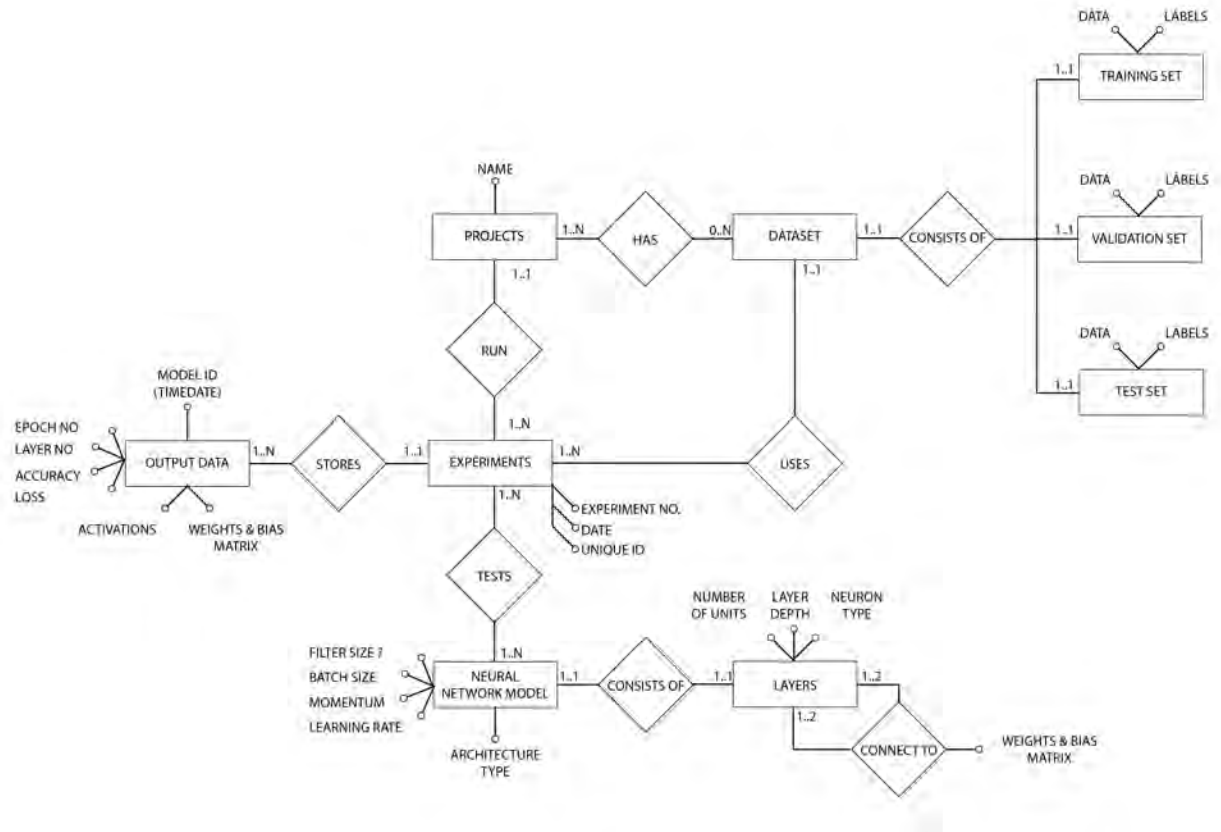 DATA
LABELS
1..1
TRAINING SET
NAME
DATA
LABELS
PROJECTS
1..N
HAS
0..N
DATASET
1..1
CONSISTS OF
1..1
VALIDATION SET
1..1
1..1
RUN
DATA
LABELS
1..1
TEST SET
MODEL ID
(TIMEDATE)
EPOCH NO
LAYER NO
ACCURACY
LOSS
OUTPUT DATA
1..N
STORES
1..1
1..N
EXPERIMENTS
1..N
USES
1..N
ACTIVATIONS
WEIGHTS & BIAS
MATRIX
EXPERIMENT NO.
DATE
UNIQUE ID
TESTS
NUMBER
OF UNITS
LAYER
DEPTH
NEURON
TYPE
FILTER SIZE ?
BATCH SIZE
MOMENTUM
LEARNING RATE
1..N
NEURAL
NETWORK MODEL
1..1
CONSISTS OF
1..1
LAYERS
1..2
1..2
CONNECT TO
WEIGHTS & BIAS
MATRIX
ARCHITECTURE
TYPE